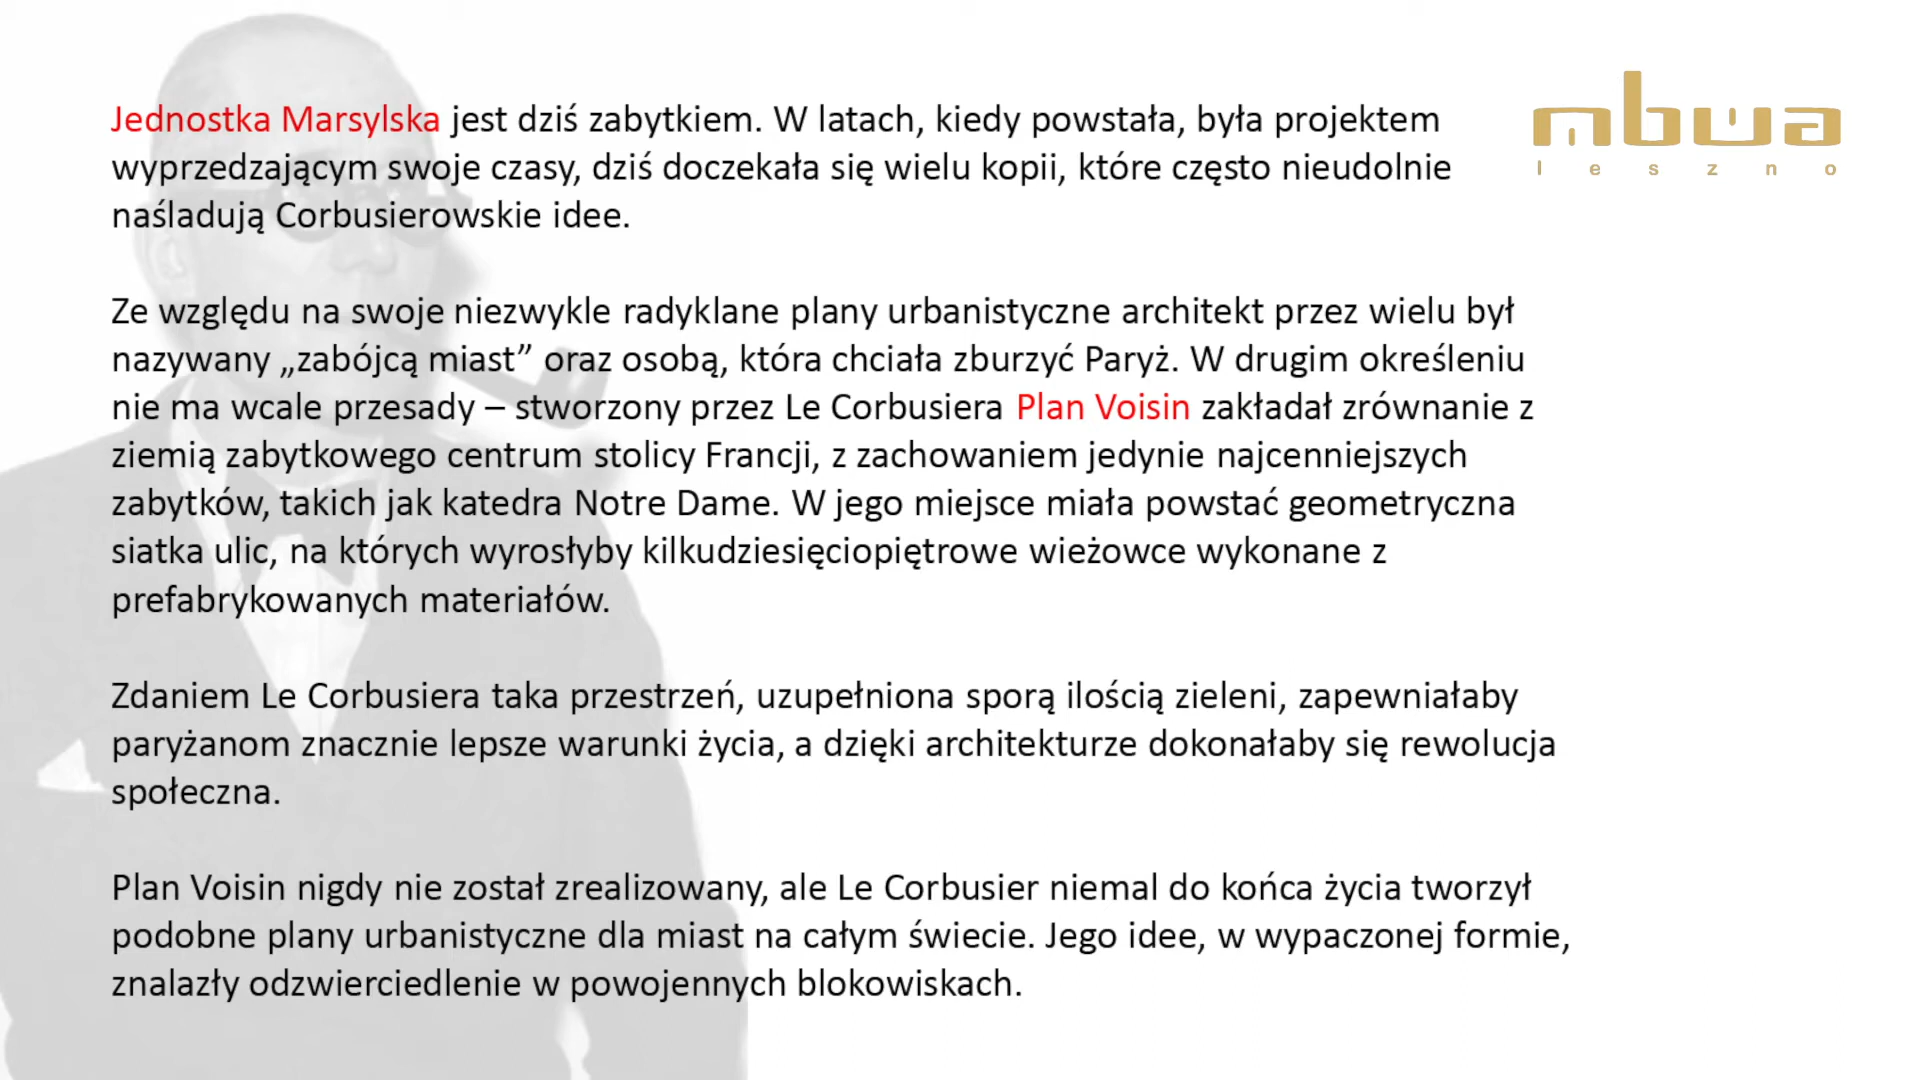 Jednostka Marsylska jest dziś zabytkiem. W latach, kiedy powstała, była projektem
wyprzedzającym swoje czasy, dziś doczekała się wielu kopii, które często nieudolnie
naśladują Corbusierowskie idee.
mbwa
leszno
Ze względu na swoje niezwykle radyklane plany urbanistyczne architekt przez wielu był
nazywany „zabójcą miast” oraz osobą, która chciała zburzyć Paryż. W drugim określeniu
nie ma wcale przesady – stworzony przez Le Corbusiera Plan Voisin zakładał zrównanie z
ziemią zabytkowego centrum stolicy Francji, z zachowaniem jedynie najcenniejszych
zabytków, takich jak katedra Notre Dame. W jego miejsce miała powstać geometryczna
siatka ulic, na których wyrosłyby kilkudziesięciopiętrowe wieżowce wykonane z
prefabrykowanych materiałów.
Zdaniem Le Corbusiera taka przestrzeń, uzupełniona sporą ilością zieleni, zapewniałaby
paryżanom znacznie lepsze warunki życia, a dzięki architekturze dokonałaby się rewolucja
społeczna.
Plan Voisin nigdy nie został zrealizowany, ale Le Corbusier niemal do końca życia tworzył
podobne plany urbanistyczne dla miast na całym świecie. Jego idee, w wypaczonej formie,
znalazły odzwierciedlenie w powojennych blokowiskach.